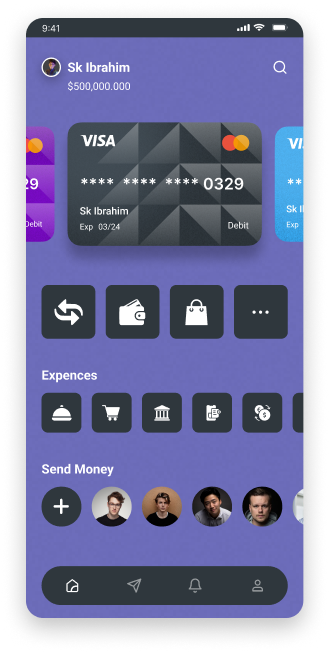 9:41
Sk Ibrahim
$500,000.000
VISA
**** **** **** 0329
Sk Ibrahim
Exp 03/24
Debit
29
Debit
VI
**
Sk I
Exp
Expences
Send Money